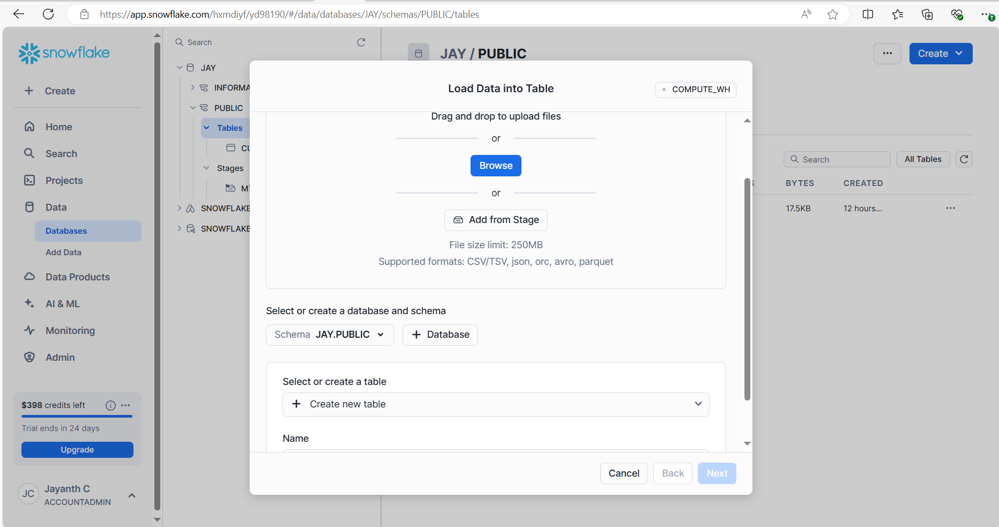 https://app.snowflake.com/hxmdiyf/yd98190/#/data/databases/JAY/schemas/PUBLIC/tables
snowflake
Create
Home
Search
Projects
Data
Databases
Add Data
Data Products
AI & ML
Monitoring
Admin
$398 credits left
Trial ends in 24 days
Upgrade
JC
Jayanth C
ACCOUNTADMIN
Search
JAY
INFORMA
PUBLIC
Tables
CU
Stages
MY
SNOWFLAKE
SNOWFLAKE
JAY / PUBLIC
Create
Search
All Tables
S BYTES CREATED
17.5KB 12 hours...
Load Data into Table
COMPUTE_WH
Drag and drop to upload files
or
Browse
or
Add from Stage
File size limit: 250MB
Supported formats: CSV/TSV, json, orc, avro, parquet
Select or create a database and schema
Schema JAY.PUBLIC
+ Database
Select or create a table
+ Create new table
Name
Cancel Back Next